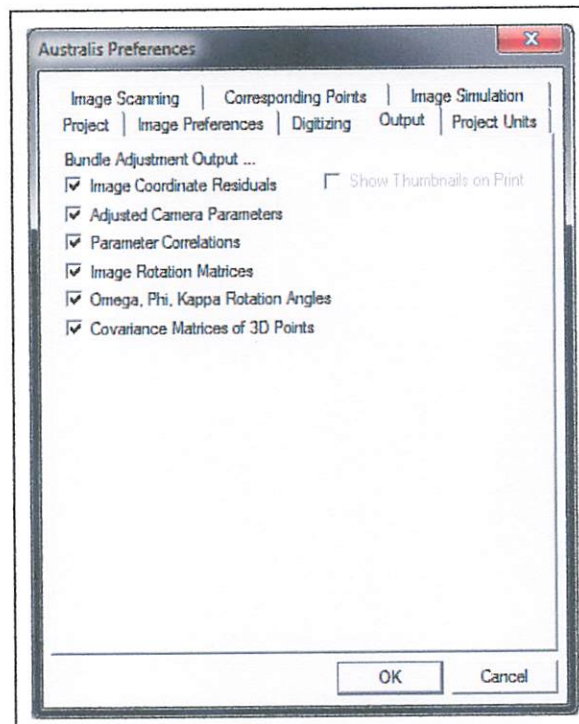 Australis Preferences
Image Scanning Corresponding Points Image Simulation
Project Image Preferences Digitizing Output Project Units
Bundle Adjustment Output ...
Image Coordinate Residuals Show Thumbnails on Print
Adjusted Camera Parameters
Parameter Correlations
Image Rotation Matrices
Omega, Phi, Kappa Rotation Angles
Covariance Matrices of 3D Points
OK Cancel